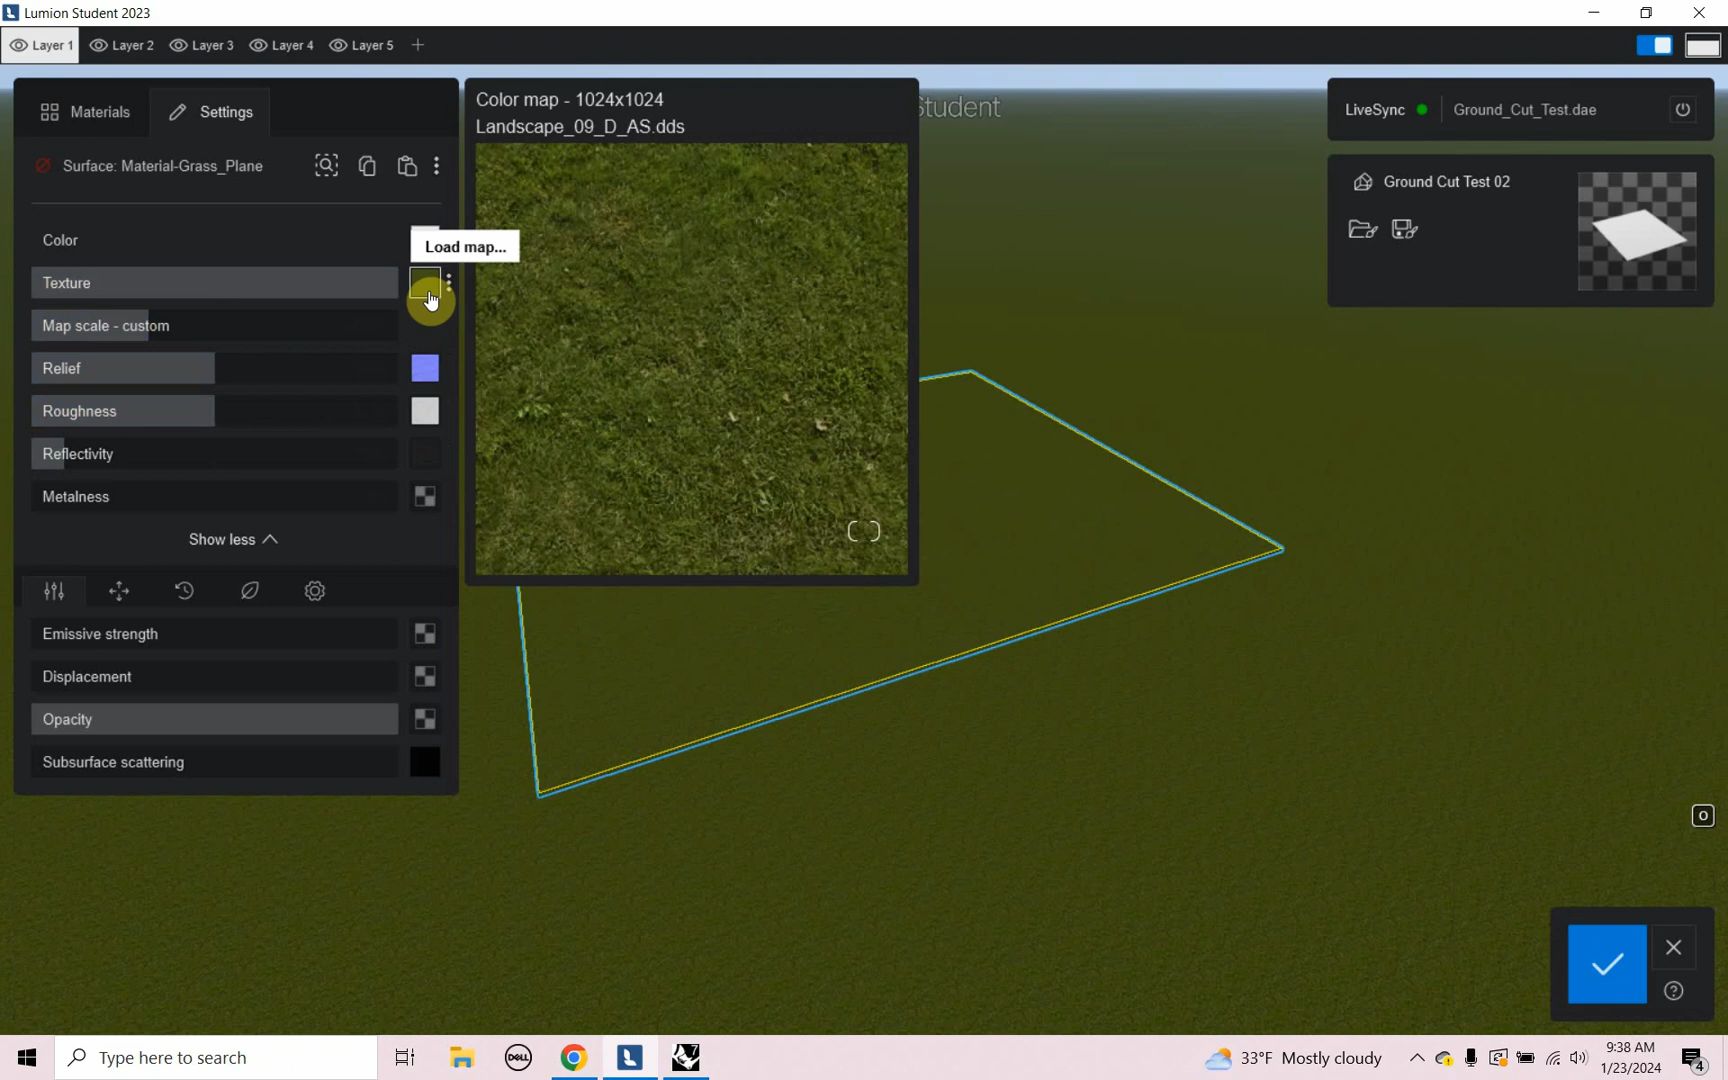 Lumion Student 2023
Layer 1 Layer 2 Layer 3 Layer 4 Layer 5
Materials Settings
Surface: Material-Grass_Plane
Color
Texture
Map scale - custom
Relief
Roughness
Reflectivity
Metalness
Show less
Emissive strength
Displacement
Opacity
Subsurface scattering
Color map - 1024x1024
Landscape_09_D_AS.dds
Load map...
Student
LiveSync Ground_Cut_Test.dae
Ground Cut Test 02
O
Type here to search
DELL
7
33°F Mostly cloudy
9:38 AM
1/23/2024
4